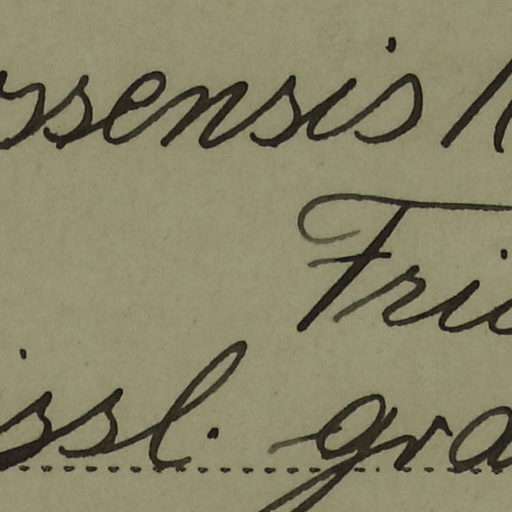 ssensis
Fri
issl. gra